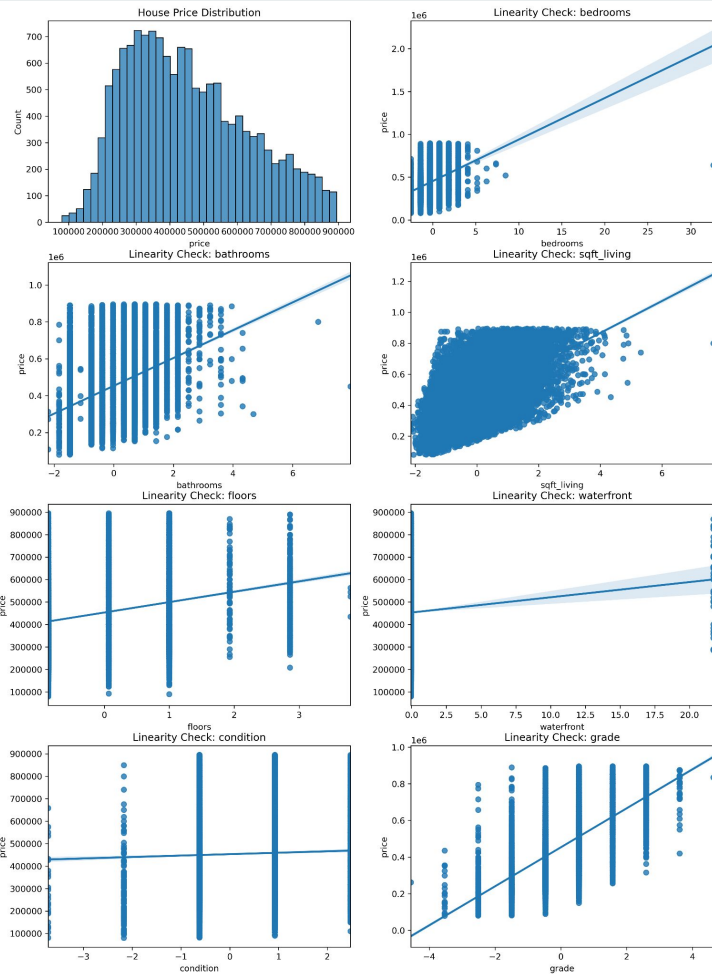 House Price Distribution
Count
700
600
500
400
300
200
100
0
100000 200000 300000 400000 500000 600000 700000 800000 900000
price
Linearity Check: bedrooms
1e6
price
2.0
1.5
1.0
0.5
0.0
0 5 10 15 20 25 30
bedrooms
Linearity Check: bathrooms
1e6
price
1.0
0.8
0.6
0.4
0.2
−2 0 2 4 6
bathrooms
Linearity Check: sqft_living
1e6
price
1.2
1.0
0.8
0.6
0.4
0.2
−2 0 2 4 6
sqft_living
Linearity Check: floors
price
900000
800000
700000
600000
500000
400000
300000
200000
100000
0 1 2 3
floors
Linearity Check: waterfront
price
900000
800000
700000
600000
500000
400000
300000
200000
100000
0.0 2.5 5.0 7.5 10.0 12.5 15.0 17.5 20.0
waterfront
Linearity Check: condition
price
900000
800000
700000
600000
500000
400000
300000
200000
100000
−3 −2 −1 0 1 2
condition
Linearity Check: grade
1e6
price
1.0
0.8
0.6
0.4
0.2
0.0
−4 −2 0 2 4
grade